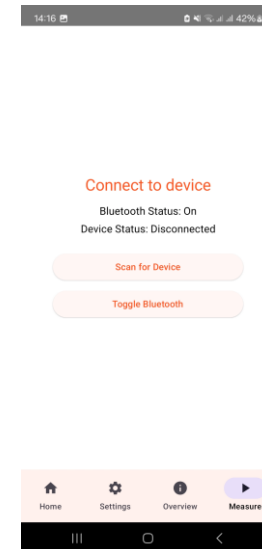 14:16 42%
Connect to device
Bluetooth Status: On
Device Status: Disconnected
Scan for Device
Toggle Bluetooth
Home Settings Overview Measure